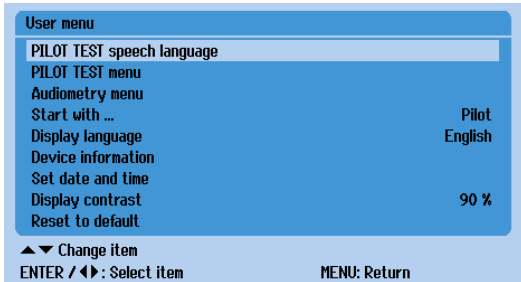 User menu
PILOT TEST speech language
PILOT TEST menu
Audiometry menu
Start with ... Pilot
Display language English
Device information
Set date and time
Display contrast 90 %
Reset to default
▲▼ Change item
ENTER / ◀▶ : Select item MENU: Return